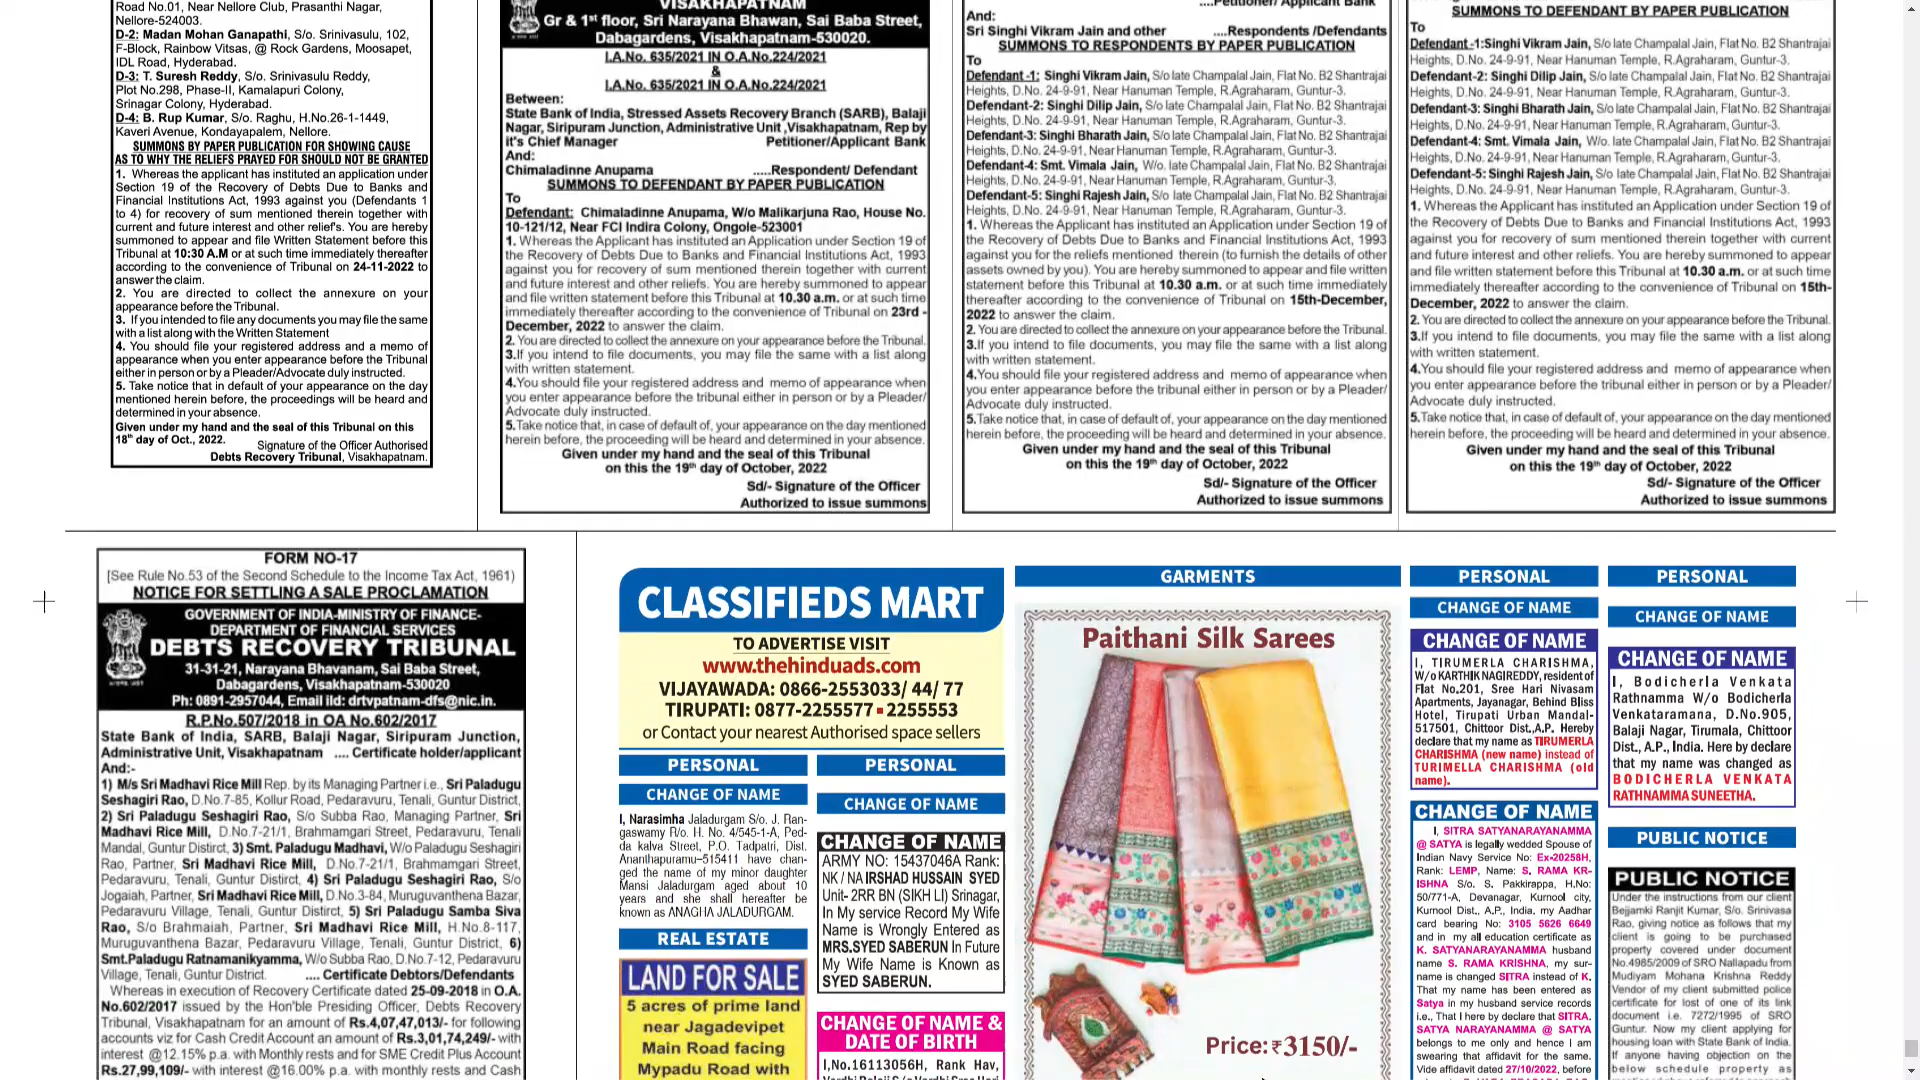 Road No.01, Near Nellore Club, Prasanthi Nagar,
Nellore-524003.
D-2: Madan Mohan Ganapathi, S/o. Srinivasulu, 102,
F-Block, Rainbow Vitsas, @ Rock Gardens, Moosapet,
IDL Road, Hyderabad.
D-3: T. Suresh Reddy, S/o. Srinivasulu Reddy,
Plot No.298, Phase-II, Kamalapuri Colony,
Srinagar Colony, Hyderabad.
D-4: B. Rup Kumar, S/o. Raghu, H.No.26-1-1449,
Kaveri Avenue, Kondayapalem, Nellore.
SUMMONS BY PAPER PUBLICATION FOR SHOWING CAUSE
AS TO WHY THE RELIEFS PRAYED FOR SHOULD NOT BE GRANTED
1. Whereas the applicant has instituted an application under
Section 19 of the Recovery of Debts Due to Banks and
Financial Institutions Act, 1993 against you (Defendants 1
to 4) for recovery of sum mentioned therein together with
current and future interest and other relief's. You are hereby
summoned to appear and file Written Statement before this
Tribunal at 10:30 A.M or at such time immediately thereafter
according to the convenience of Tribunal on 24-11-2022 to
answer the claim.
2. You are directed to collect the annexure on your
appearance before the Tribunal.
3. If you intended to file any documents you may file the same
with a list along with the Written Statement
4. You should file your registered address and a memo of
appearance when you enter appearance before the Tribunal
either in person or by a Pleader/Advocate duly instructed.
5. Take notice that in default of your appearance on the day
mentioned herein before, the proceedings will be heard and
determined in your absence.
Given under my hand and the seal of this Tribunal on this
18th day of Oct., 2022.
Signature of the Officer Authorised
Debts Recovery Tribunal, Visakhapatnam.
VISAKHAPATNAM
Gr & 1st floor, Sri Narayana Bhawan, Sai Baba Street,
Dabagardens, Visakhapatnam-530020.
I.A.No. 635/2021 IN O.A.No.224/2021
&
I.A.No. 635/2021 IN O.A.No.224/2021
Between:
State Bank of India, Stressed Assets Recovery Branch (SARB), Balaji
Nagar, Siripuram Junction, Administrative Unit ,Visakhapatnam, Rep by
it's Chief Manager Petitioner/Applicant Bank
And:
Chimaladinne Anupama .....Respondent/ Defendant
SUMMONS TO DEFENDANT BY PAPER PUBLICATION
To
Defendant: Chimaladinne Anupama, W/o Malikarjuna Rao, House No.
10-121/12, Near FCI Indira Colony, Ongole-523001
1. Whereas the Applicant has instituted an Application under Section 19 of
the Recovery of Debts Due to Banks and Financial Institutions Act, 1993
against you for recovery of sum mentioned therein together with current
and future interest and other reliefs. You are hereby summoned to appear
and file written statement before this Tribunal at 10.30 a.m. or at such time
immediately thereafter according to the convenience of Tribunal on 23rd -
December, 2022 to answer the claim.
2. You are directed to collect the annexure on your appearance before the Tribunal.
3.If you intend to file documents, you may file the same with a list along
with written statement.
4.You should file your registered address and memo of appearance when
you enter appearance before the tribunal either in person or by a Pleader/
Advocate duly instructed.
5.Take notice that, in case of default of, your appearance on the day mentioned
herein before, the proceeding will be heard and determined in your absence.
Given under my hand and the seal of this Tribunal
on this the 19th day of October, 2022
Sd/- Signature of the Officer
Authorized to issue summons
....Petitioner/ Applicant Bank
And:
Sri Singhi Vikram Jain and other ....Respondents /Defendants
SUMMONS TO RESPONDENTS BY PAPER PUBLICATION
To
Defendant -1: Singhi Vikram Jain, S/o late Champalal Jain, Flat No. B2 Shantrajai
Heights, D.No. 24-9-91, Near Hanuman Temple, R.Agraharam, Guntur-3.
Defendant-2: Singhi Dilip Jain, S/o late Champalal Jain, Flat No. B2 Shantrajai
Heights, D.No. 24-9-91, Near Hanuman Temple, R.Agraharam, Guntur-3.
Defendant-3: Singhi Bharath Jain, S/o late Champalal Jain, Flat No. B2 Shantrajai
Heights, D.No. 24-9-91, Near Hanuman Temple, R.Agraharam, Guntur-3.
Defendant-4: Smt. Vimala Jain, W/o. late Champalal Jain, Flat No. B2 Shantrajai
Heights, D.No. 24-9-91, Near Hanuman Temple, R.Agraharam, Guntur-3.
Defendant-5: Singhi Rajesh Jain, S/o late Champalal Jain, Flat No. B2 Shantrajai
Heights, D.No. 24-9-91, Near Hanuman Temple, R.Agraharam, Guntur-3.
1. Whereas the Applicant has instituted an Application under Section 19 of
the Recovery of Debts Due to Banks and Financial Institutions Act, 1993
against you for the reliefs mentioned therein (to furnish the details of other
assets owned by you). You are hereby summoned to appear and file written
statement before this Tribunal at 10.30 a.m. or at such time immediately
thereafter according to the convenience of Tribunal on 15th-December,
2022 to answer the claim.
2. You are directed to collect the annexure on your appearance before the Tribunal.
3.If you intend to file documents, you may file the same with a list along
with written statement.
4.You should file your registered address and memo of appearance when
you enter appearance before the tribunal either in person or by a Pleader/
Advocate duly instructed.
5.Take notice that, in case of default of, your appearance on the day mentioned
herein before, the proceeding will be heard and determined in your absence.
Given under my hand and the seal of this Tribunal
on this the 19th day of October, 2022
Sd/- Signature of the Officer
Authorized to issue summons
SUMMONS TO DEFENDANT BY PAPER PUBLICATION
To
Defendant -1:Singhi Vikram Jain, S/o late Champalal Jain, Flat No. B2 Shantrajai
Heights, D.No. 24-9-91, Near Hanuman Temple, R.Agraharam, Guntur-3.
Defendant-2: Singhi Dilip Jain, S/o late Champalal Jain, Flat No. B2 Shantrajai
Heights, D.No. 24-9-91, Near Hanuman Temple, R.Agraharam, Guntur-3.
Defendant-3: Singhi Bharath Jain, S/o late Champalal Jain, Flat No. B2 Shantrajai
Heights, D.No. 24-9-91, Near Hanuman Temple, R.Agraharam, Guntur-3.
Defendant-4: Smt. Vimala Jain, W/o. late Champalal Jain, Flat No. B2 Shantrajai
Heights, D.No. 24-9-91, Near Hanuman Temple, R.Agraharam, Guntur-3.
Defendant-5: Singhi Rajesh Jain, S/o late Champalal Jain, Flat No. B2 Shantrajai
Heights, D.No. 24-9-91, Near Hanuman Temple, R.Agraharam, Guntur-3.
1. Whereas the Applicant has instituted an Application under Section 19 of
the Recovery of Debts Due to Banks and Financial Institutions Act, 1993
against you for recovery of sum mentioned therein together with current
and future interest and other reliefs. You are hereby summoned to appear
and file written statement before this Tribunal at 10.30 a.m. or at such time
immediately thereafter according to the convenience of Tribunal on 15th-
December, 2022 to answer the claim.
2. You are directed to collect the annexure on your appearance before the Tribunal.
3.If you intend to file documents, you may file the same with a list along
with written statement.
4.You should file your registered address and memo of appearance when
you enter appearance before the tribunal either in person or by a Pleader/
Advocate duly instructed.
5.Take notice that, in case of default of, your appearance on the day mentioned
herein before, the proceeding will be heard and determined in your absence.
Given under my hand and the seal of this Tribunal
on this the 19th day of October, 2022
Sd/- Signature of the Officer
Authorized to issue summons
FORM NO-17
[See Rule No.53 of the Second Schedule to the Income Tax Act, 1961)
NOTICE FOR SETTLING A SALE PROCLAMATION
GOVERNMENT OF INDIA-MINISTRY OF FINANCE-
DEPARTMENT OF FINANCIAL SERVICES
DEBTS RECOVERY TRIBUNAL
31-31-21, Narayana Bhavanam, Sai Baba Street,
Dabagardens, Visakhapatnam-530020
Ph: 0891-2957044, Email ild: drtvpatnam-dfs@nic.in.
R.P.No.507/2018 in OA No.602/2017
State Bank of India, SARB, Balaji Nagar, Siripuram Junction,
Administrative Unit, Visakhapatnam .... Certificate holder/applicant
And:-
1) M/s Sri Madhavi Rice Mill Rep. by its Managing Partner i.e., Sri Paladugu
Seshagiri Rao, D.No.7-85, Kollur Road, Pedaravuru, Tenali, Guntur District,
2) Sri Paladugu Seshagiri Rao, S/o Subba Rao, Managing Partner, Sri
Madhavi Rice Mill, D.No.7-21/1, Brahmamgari Street, Pedaravuru, Tenali
Mandal, Guntur Distirct, 3) Smt. Paladugu Madhavi, W/o Paladugu Seshagiri
Rao, Partner, Sri Madhavi Rice Mill, D.No.7-21/1, Brahmamgari Street,
Pedaravuru, Tenali, Guntur Distirct, 4) Sri Paladugu Seshagiri Rao, S/o
Jogaiah, Partner, Sri Madhavi Rice Mill, D.No.3-84, Muruguvanthena Bazar,
Pedaravuru Village, Tenali, Guntur Distirct, 5) Sri Paladugu Samba Siva
Rao, S/o Brahmaiah, Partner, Sri Madhavi Rice Mill, H.No.8-117,
Muruguvanthena Bazar, Pedaravuru Village, Tenali, Guntur District, 6)
Smt.Paladugu Ratnamanikyamma, W/o Subba Rao, D.No.7-12, Pedaravuru
Village, Tenali, Guntur District. .... Certificate Debtors/Defendants
Whereas in execution of Recovery Certificate dated 25-09-2018 in O.A.
No.602/2017 issued by the Hon'ble Presiding Officer, Debts Recovery
Tribunal, Visakhapatnam for an amount of Rs.4,07,47,013/- for following
accounts viz for Cash Credit Account an amount of Rs.3,01,74,249/- with
interest @12.15% p.a. with Monthly rests and for SME Credit Plus Account
Rs.27,99,109/- with interest @16.00% p.a. with monthly rests and Cash
CLASSIFIEDS MART
TO ADVERTISE VISIT
www.thehinduads.com
VIJAYAWADA: 0866-2553033/ 44/ 77
TIRUPATI: 0877-2255577 ▪ 2255553
or Contact your nearest Authorised space sellers
PERSONAL
CHANGE OF NAME
I, Narasimha Jaladurgam S/o. J. Ran-
gaswamy R/o. H. No. 4/545-1-A, Ped-
da kalva Street, P.O. Tadpatri, Dist.
Ananthapuramu–515411 have chan-
ged the name of my minor daughter
Mansi Jaladurgam aged about 10
years and she shall hereafter be
known as ANAGHA JALADURGAM.
REAL ESTATE
LAND FOR SALE
5 acres of prime land
near Jagadevipet
Main Road facing
Mypadu Road with
PERSONAL
CHANGE OF NAME
CHANGE OF NAME
ARMY NO: 15437046A Rank:
NK / NA IRSHAD HUSSAIN SYED
Unit- 2RR BN (SIKH LI) Srinagar,
In My service Record My Wife
Name is Wrongly Entered as
MRS.SYED SABERUN In Future
My Wife Name is Known as
SYED SABERUN.
CHANGE OF NAME &
DATE OF BIRTH
I,No.16113056H, Rank Hav,
GARMENTS
Paithani Silk Sarees
Price:₹3150/-
PERSONAL
CHANGE OF NAME
CHANGE OF NAME
I, TIRUMERLA CHARISHMA,
W/o KARTHIK NAGIREDDY, resident of
Flat No.201, Sree Hari Nivasam
Apartments, Jayanagar, Behind Bliss
Hotel, Tirupati Urban Mandal-
517501, Chittoor Dist.,A.P. Hereby
declare that my name as TIRUMERLA
CHARISHMA (new name) instead of
TURIMELLA CHARISHMA (old
name).
CHANGE OF NAME
I, SITRA SATYANARAYANAMMA
@ SATYA is legally wedded Spouse of
Indian Navy Service No: Ex-20258H,
Rank: LEMP, Name: S. RAMA KR-
ISHNA S/o. S. Pakkirappa, H.No:
50/771-A, Devanagar, Kurnool city,
Kurnool Dist., A.P., India. my Aadhar
card bearing No: 3105 5626 6649
and in my all education certificate as
K. SATYANARAYANAMMA husband
name S. RAMA KRISHNA, my sur-
name is changed SITRA instead of K.
That my name has been entered as
Satya in my husband service records
i.e., That I here by declare that SITRA.
SATYA NARAYANAMMA @ SATYA
belongs to me only and hence I am
swearing that affidavit for the same.
Vide affidavit dated 27/10/2022, before
PERSONAL
CHANGE OF NAME
CHANGE OF NAME
I, Bodicherla Venkata
Rathnamma W/o Bodicherla
Venkataramana, D.No.905,
Balaji Nagar, Tirumala, Chittoor
Dist., A.P., India. Here by declare
that my name was changed as
BODICHERLA VENKATA
RATHNAMMA SUNEETHA.
PUBLIC NOTICE
PUBLIC NOTICE
Under the instructions from our client
Bejjamki Ranjit Kumar, S/o. Srinivasa
Rao, giving notice as follows that my
client is going to be purchased
property covered under document
No.4985/2009 of SRO Nallapadu from
Mudiyam Mohana Krishna Reddy
Vendor of my client submitted police
certificate for lost of one of its link
document i.e. 7272/1995 of SRO
Guntur. Now my client applying for
housing loan with State Bank of India.
If anyone having objection on the
below schedule property as